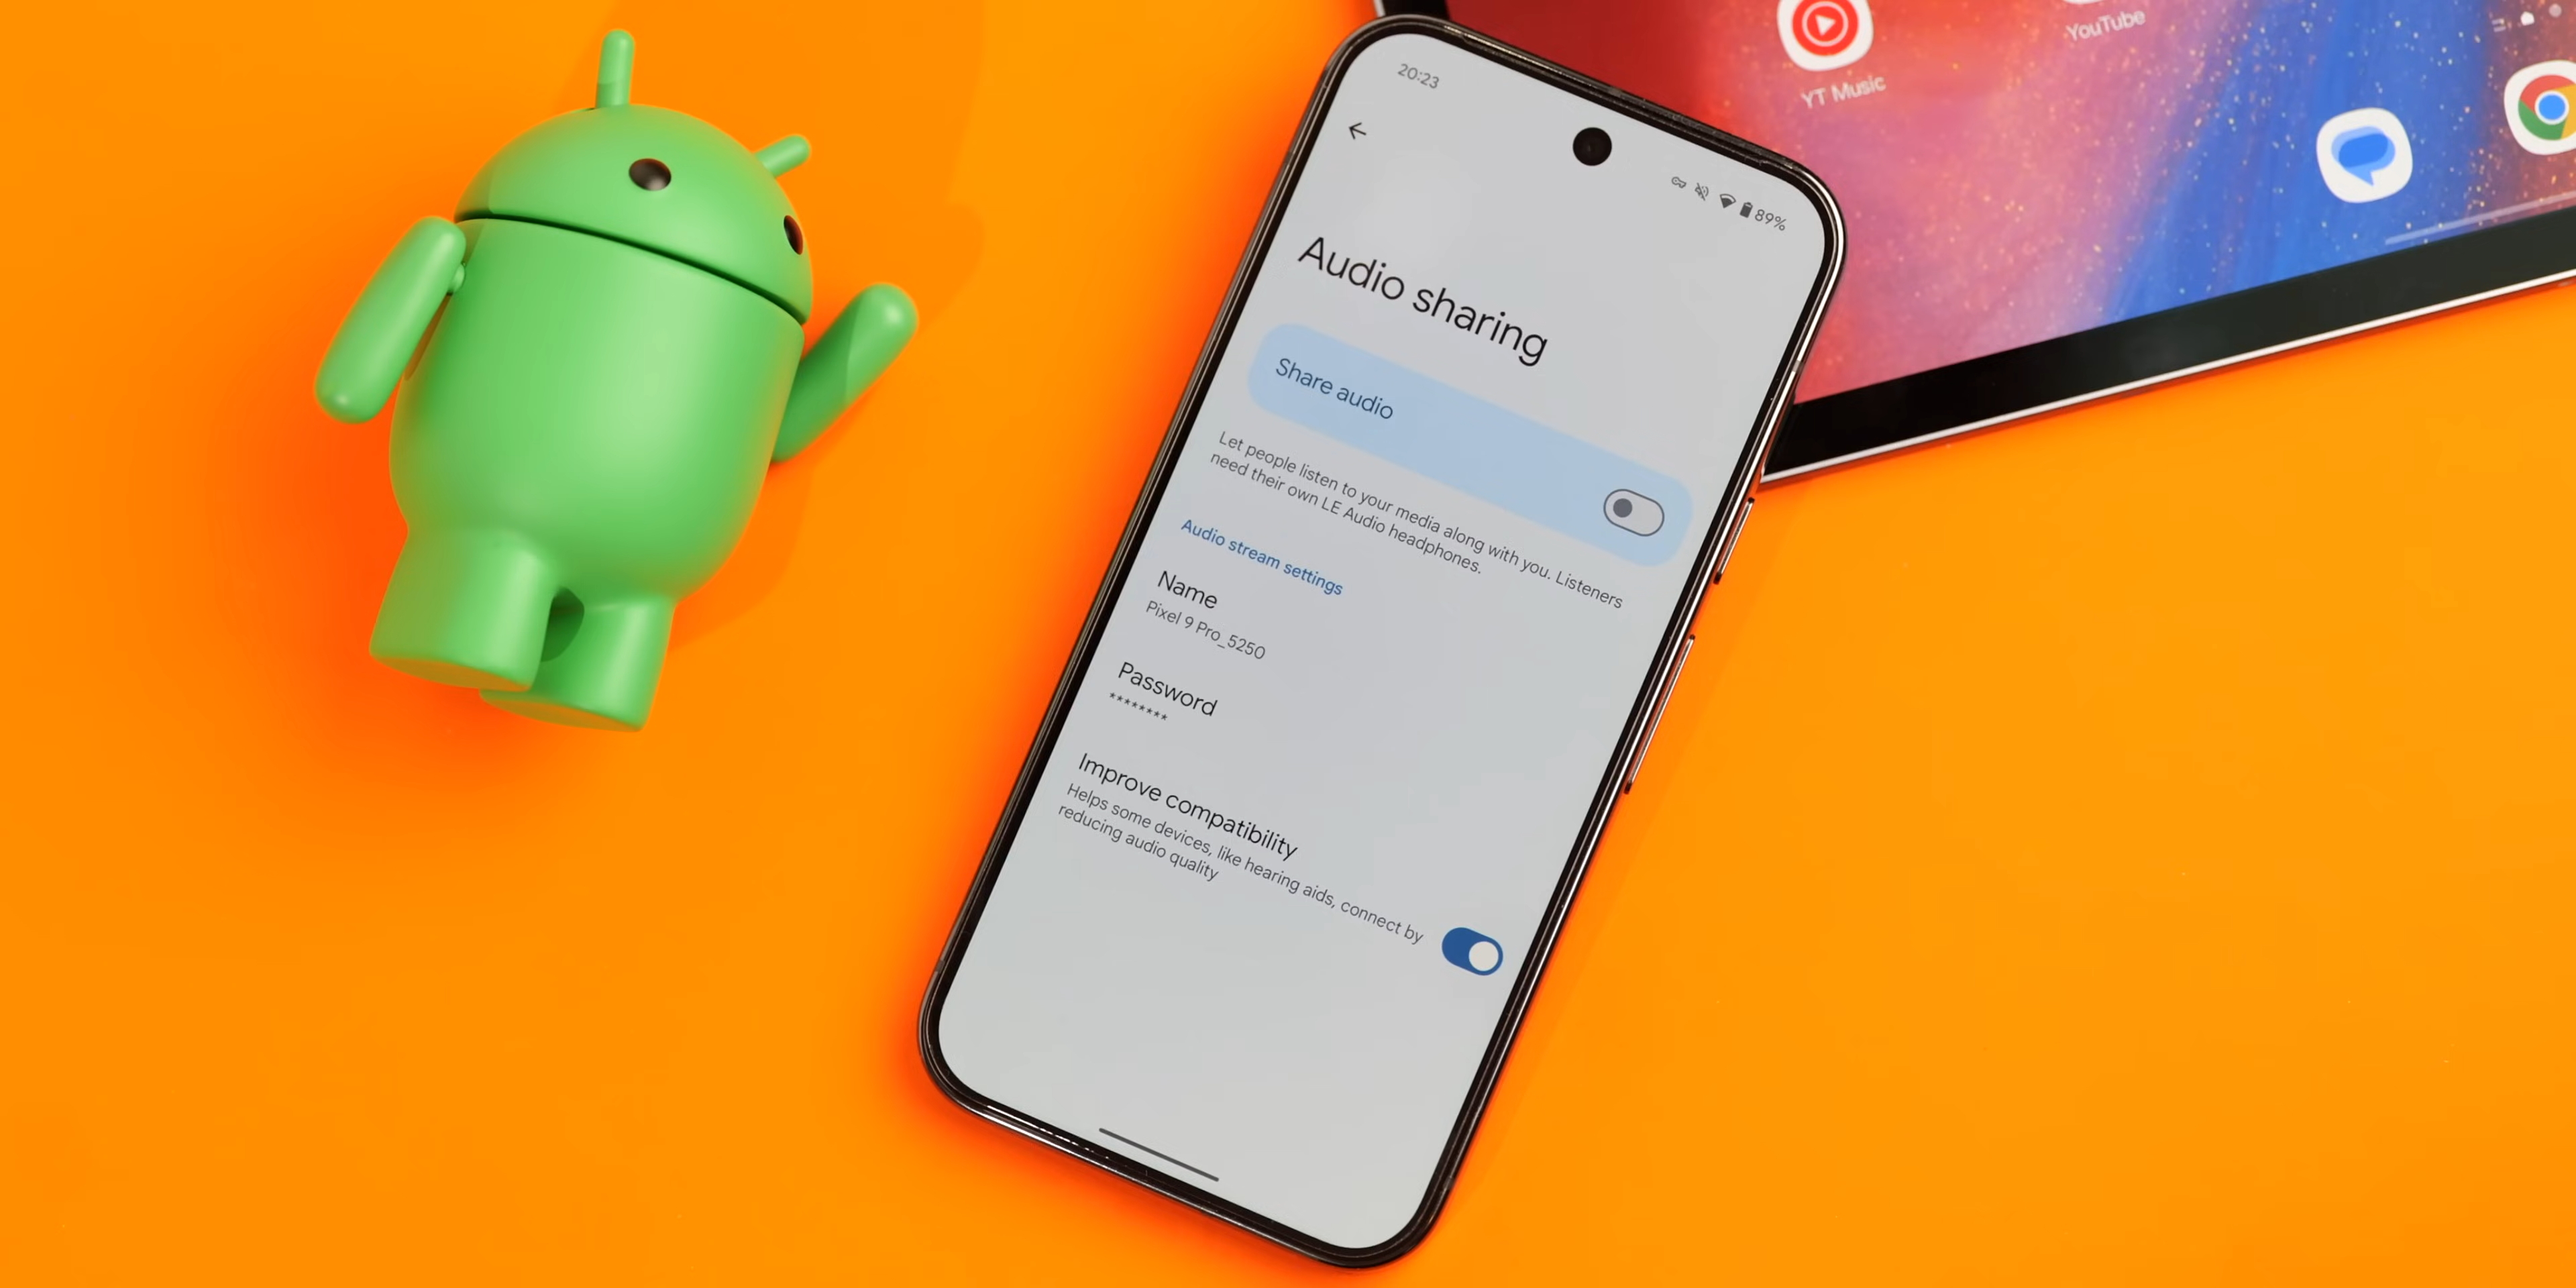 20:23
89%
Audio sharing
Share audio
Let people listen to your media along with you. Listeners
need their own LE Audio headphones.
Audio stream settings
Name
Pixel 9 Pro_5250
Password
********
Improve compatibility
Helps some devices, like hearing aids, connect by
reducing audio quality
YT Music
YouTube